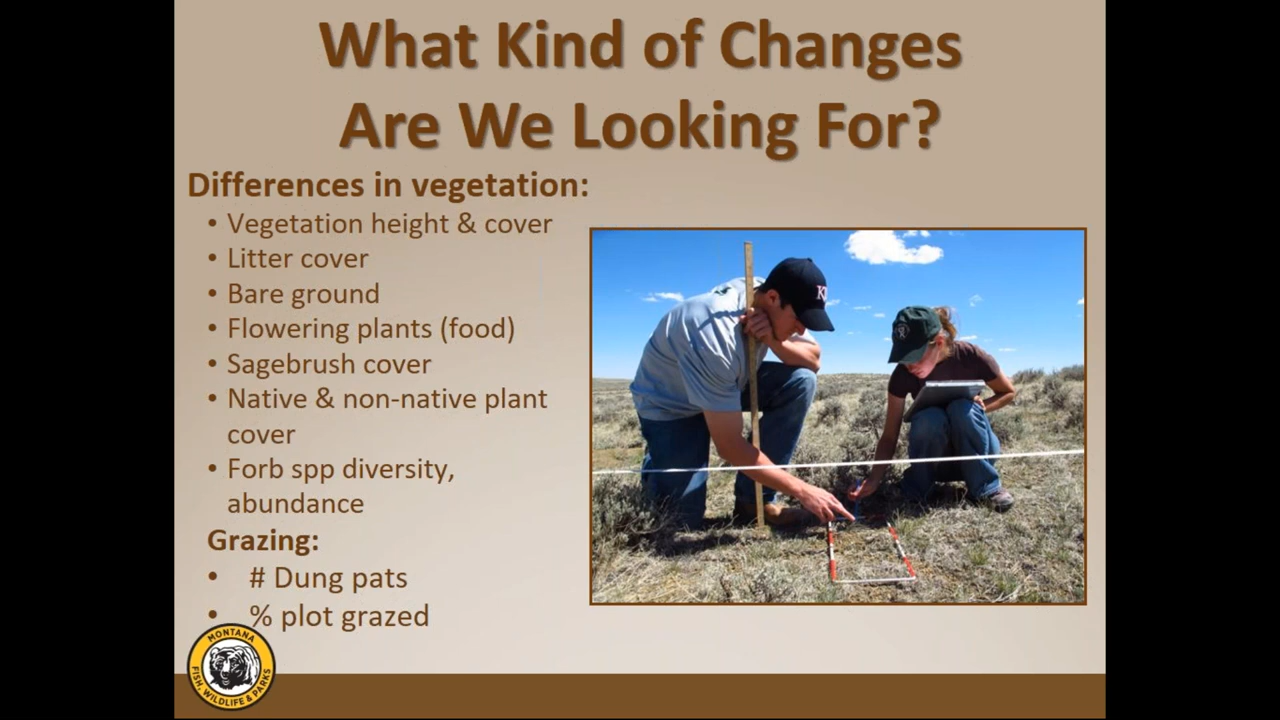 What Kind of Changes
Are We Looking For?
Differences in vegetation:
• Vegetation height & cover
• Litter cover
• Bare ground
• Flowering plants (food)
• Sagebrush cover
• Native & non-native plant
cover
• Forb spp diversity,
abundance
Grazing:
• # Dung pats
• % plot grazed
MONTANA
FISH, WILDLIFE & PARKS